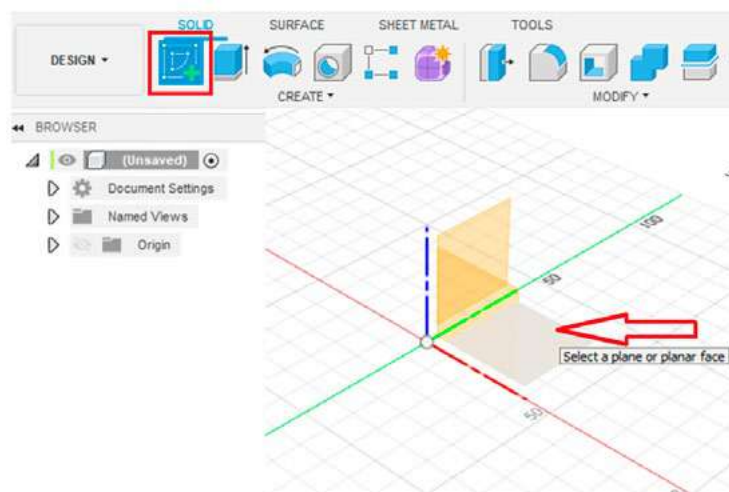 SOLID SURFACE SHEET METAL TOOLS
DESIGN ▾
CREATE ▾ MODIFY ▾
BROWSER
(Unsaved)
Document Settings
Named Views
Origin
100
50
Select a plane or planar face
50